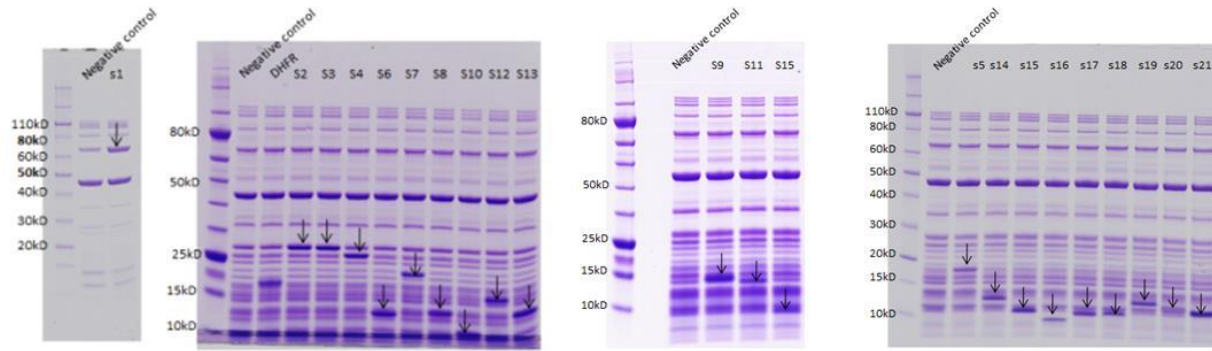 Negative control s1
110kD
80kD
60kD
50kD
40kD
30kD
20kD
Negative control DHFR S2 S3 S4 S6 S7 S8 S10 S12 S13
80kD
50kD
25kD
15kD
10kD
Negative control S9 S11 S15
80kD
50kD
25kD
15kD
10kD
Negative control s5 s14 s15 s16 s17 s18 s19 s20 s21
110kD
80kD
60kD
50kD
40kD
30kD
20kD
15kD
10kD